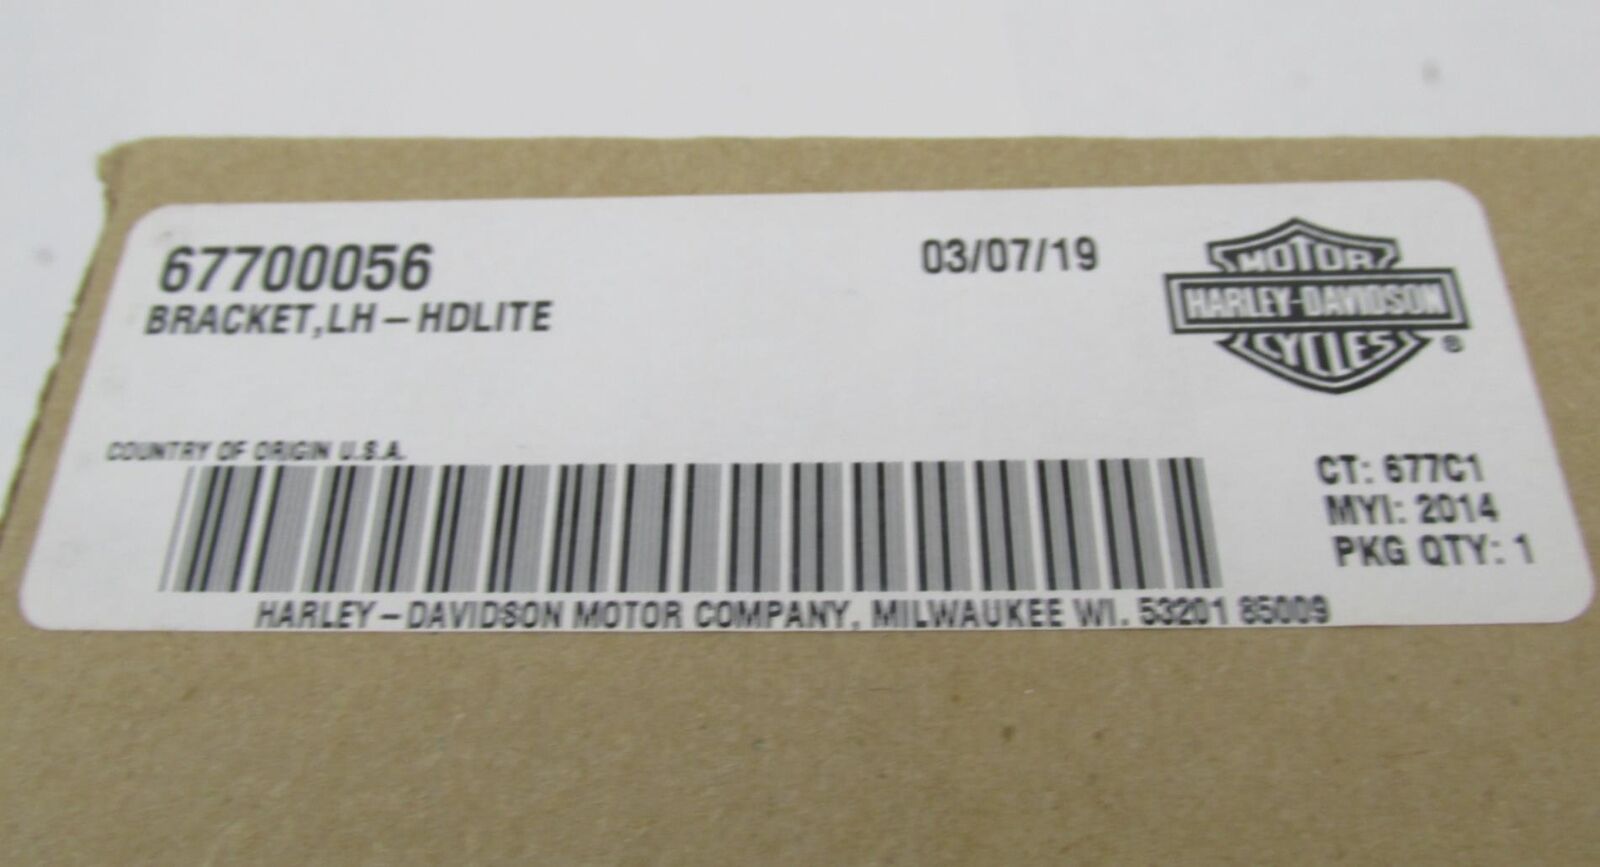 67700056
03/07/19
BRACKET,LH-HDLITE
MOTOR
HARLEY-DAVIDSON
CYCLES
®
COUNTRY OF ORIGIN U.S.A.
CT: 677C1
MYI: 2014
PKG QTY: 1
HARLEY-DAVIDSON MOTOR COMPANY, MILWAUKEE WI. 53201 85009